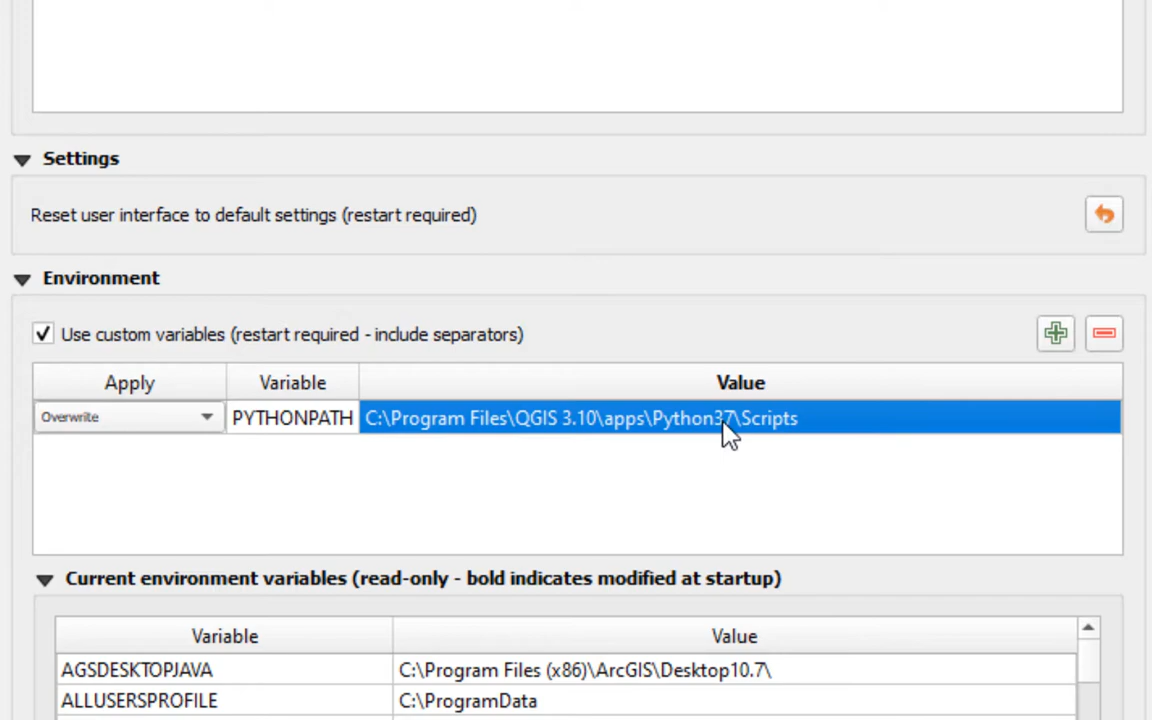 Settings
Reset user interface to default settings (restart required)
Environment
Use custom variables (restart required - include separators)
Apply Variable Value
Overwrite PYTHONPATH C:\Program Files\QGIS 3.10\apps\Python37\Scripts
Current environment variables (read-only - bold indicates modified at startup)
Variable Value
AGSDESKTOPJAVA C:\Program Files (x86)\ArcGIS\Desktop10.7\
ALLUSERSPROFILE C:\ProgramData